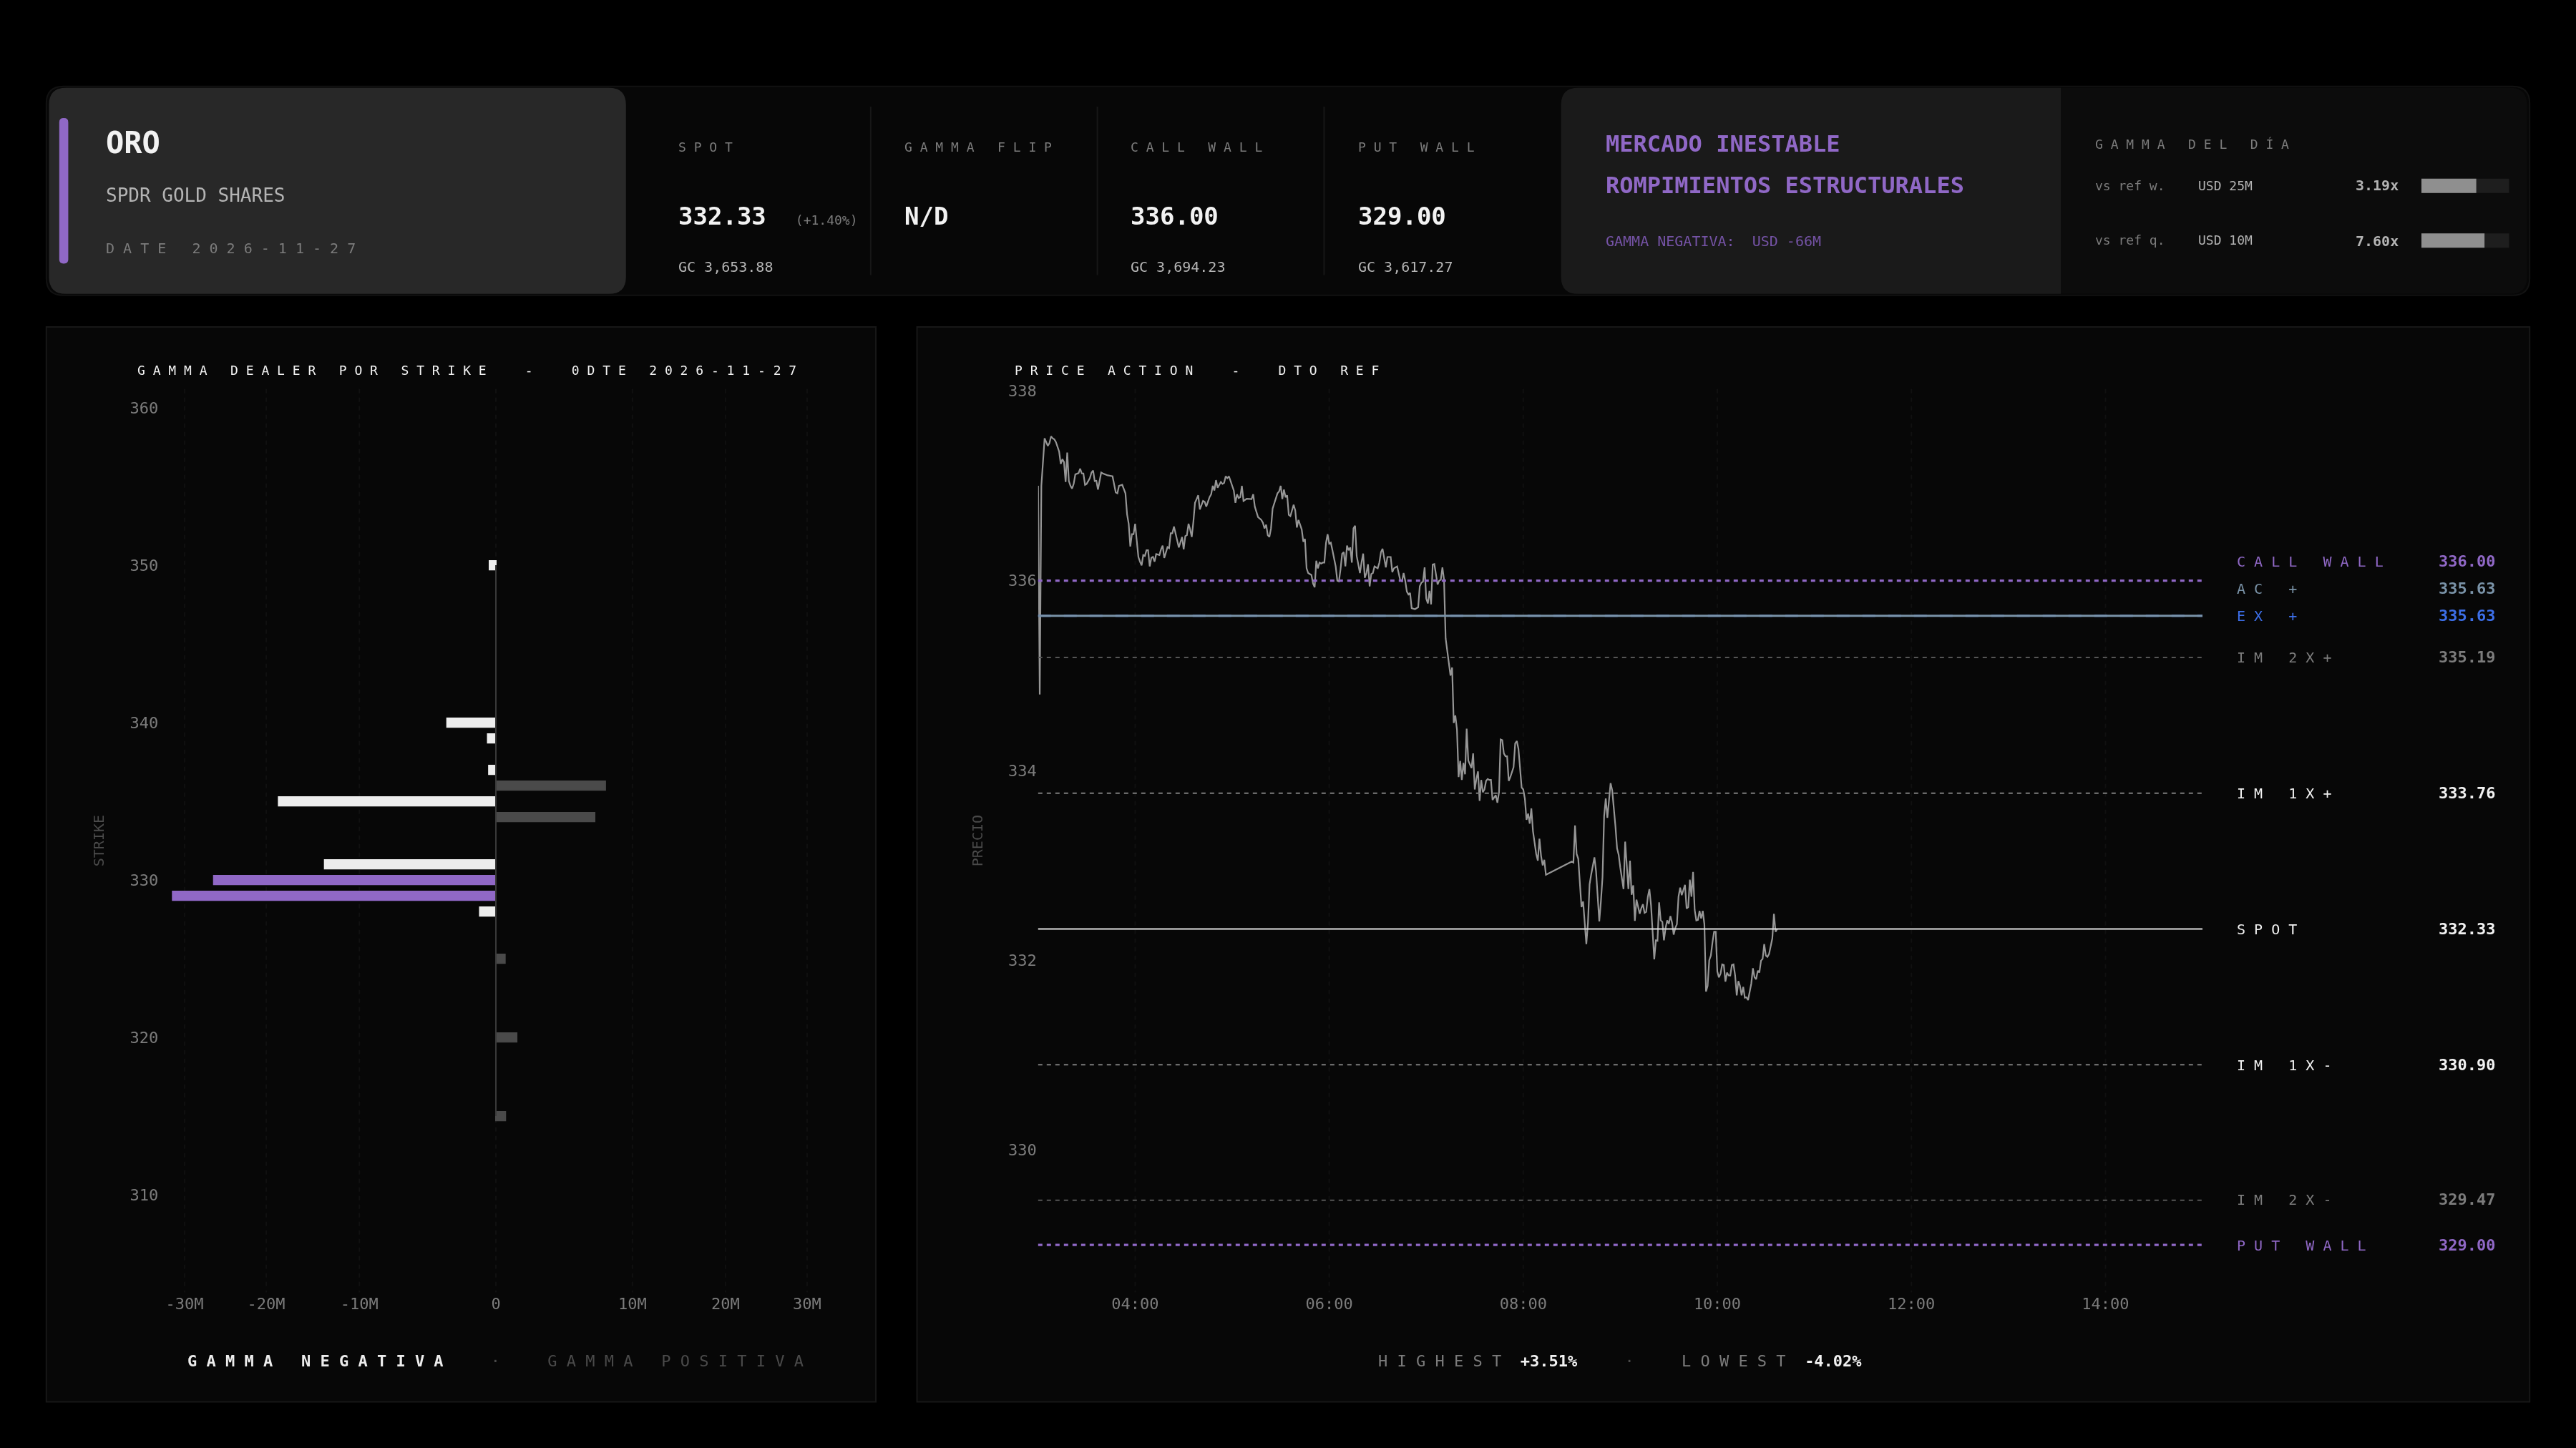 ORO
SPDR GOLD SHARES
DATE 2026-11-27
SPOT
332.33 (+1.40%)
GC 3,653.88
GAMMA FLIP
N/D
CALL WALL
336.00
GC 3,694.23
PUT WALL
329.00
GC 3,617.27
MERCADO INESTABLE
ROMPIMIENTOS ESTRUCTURALES
GAMMA NEGATIVA: USD -66M
GAMMA DEL DÍA
vs ref w. USD 25M 3.19x
vs ref q. USD 10M 7.60x
GAMMA DEALER POR STRIKE - 0DTE 2026-11-27
360
350
340
330
320
310
STRIKE
-30M -20M -10M 0 10M 20M 30M
GAMMA NEGATIVA · GAMMA POSITIVA
PRICE ACTION - DTO REF
338
336
334
332
330
PRECIO
CALL WALL 336.00
AC + 335.63
EX + 335.63
IM 2X+ 335.19
IM 1X+ 333.76
SPOT 332.33
IM 1X- 330.90
IM 2X- 329.47
PUT WALL 329.00
04:00 06:00 08:00 10:00 12:00 14:00
HIGHEST +3.51% · LOWEST -4.02%